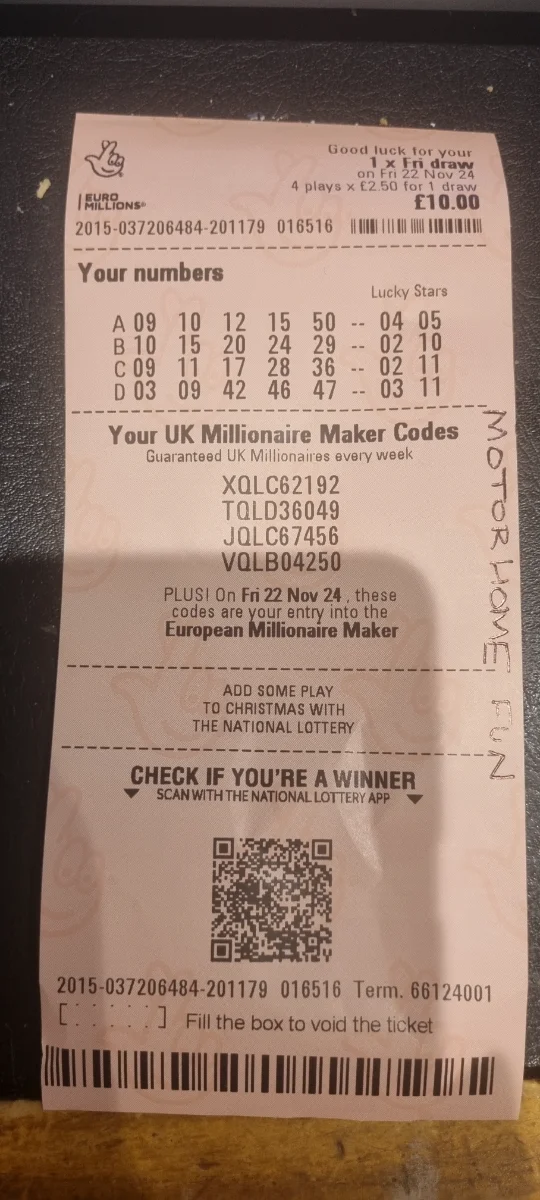 Good luck for your
1 x Fri draw
on Fri 22 Nov 24
4 plays x £2.50 for 1 draw
£10.00
EURO
MILLIONS®
2015-037206484-201179 016516
Your numbers
Lucky Stars
A 09 10 12 15 50 -- 04 05
B 10 15 20 24 29 -- 02 10
C 09 11 17 28 36 -- 02 11
D 03 09 42 46 47 -- 03 11
Your UK Millionaire Maker Codes
Guaranteed UK Millionaires every week
XQLC62192
TQLD36049
JQLC67456
VQLB04250
PLUS! On Fri 22 Nov 24, these
codes are your entry into the
European Millionaire Maker
ADD SOME PLAY
TO CHRISTMAS WITH
THE NATIONAL LOTTERY
CHECK IF YOU'RE A WINNER
SCAN WITH THE NATIONAL LOTTERY APP
2015-037206484-201179 016516 Term. 66124001
[ . . . . . ] Fill the box to void the ticket
MOTOR HOME FUN